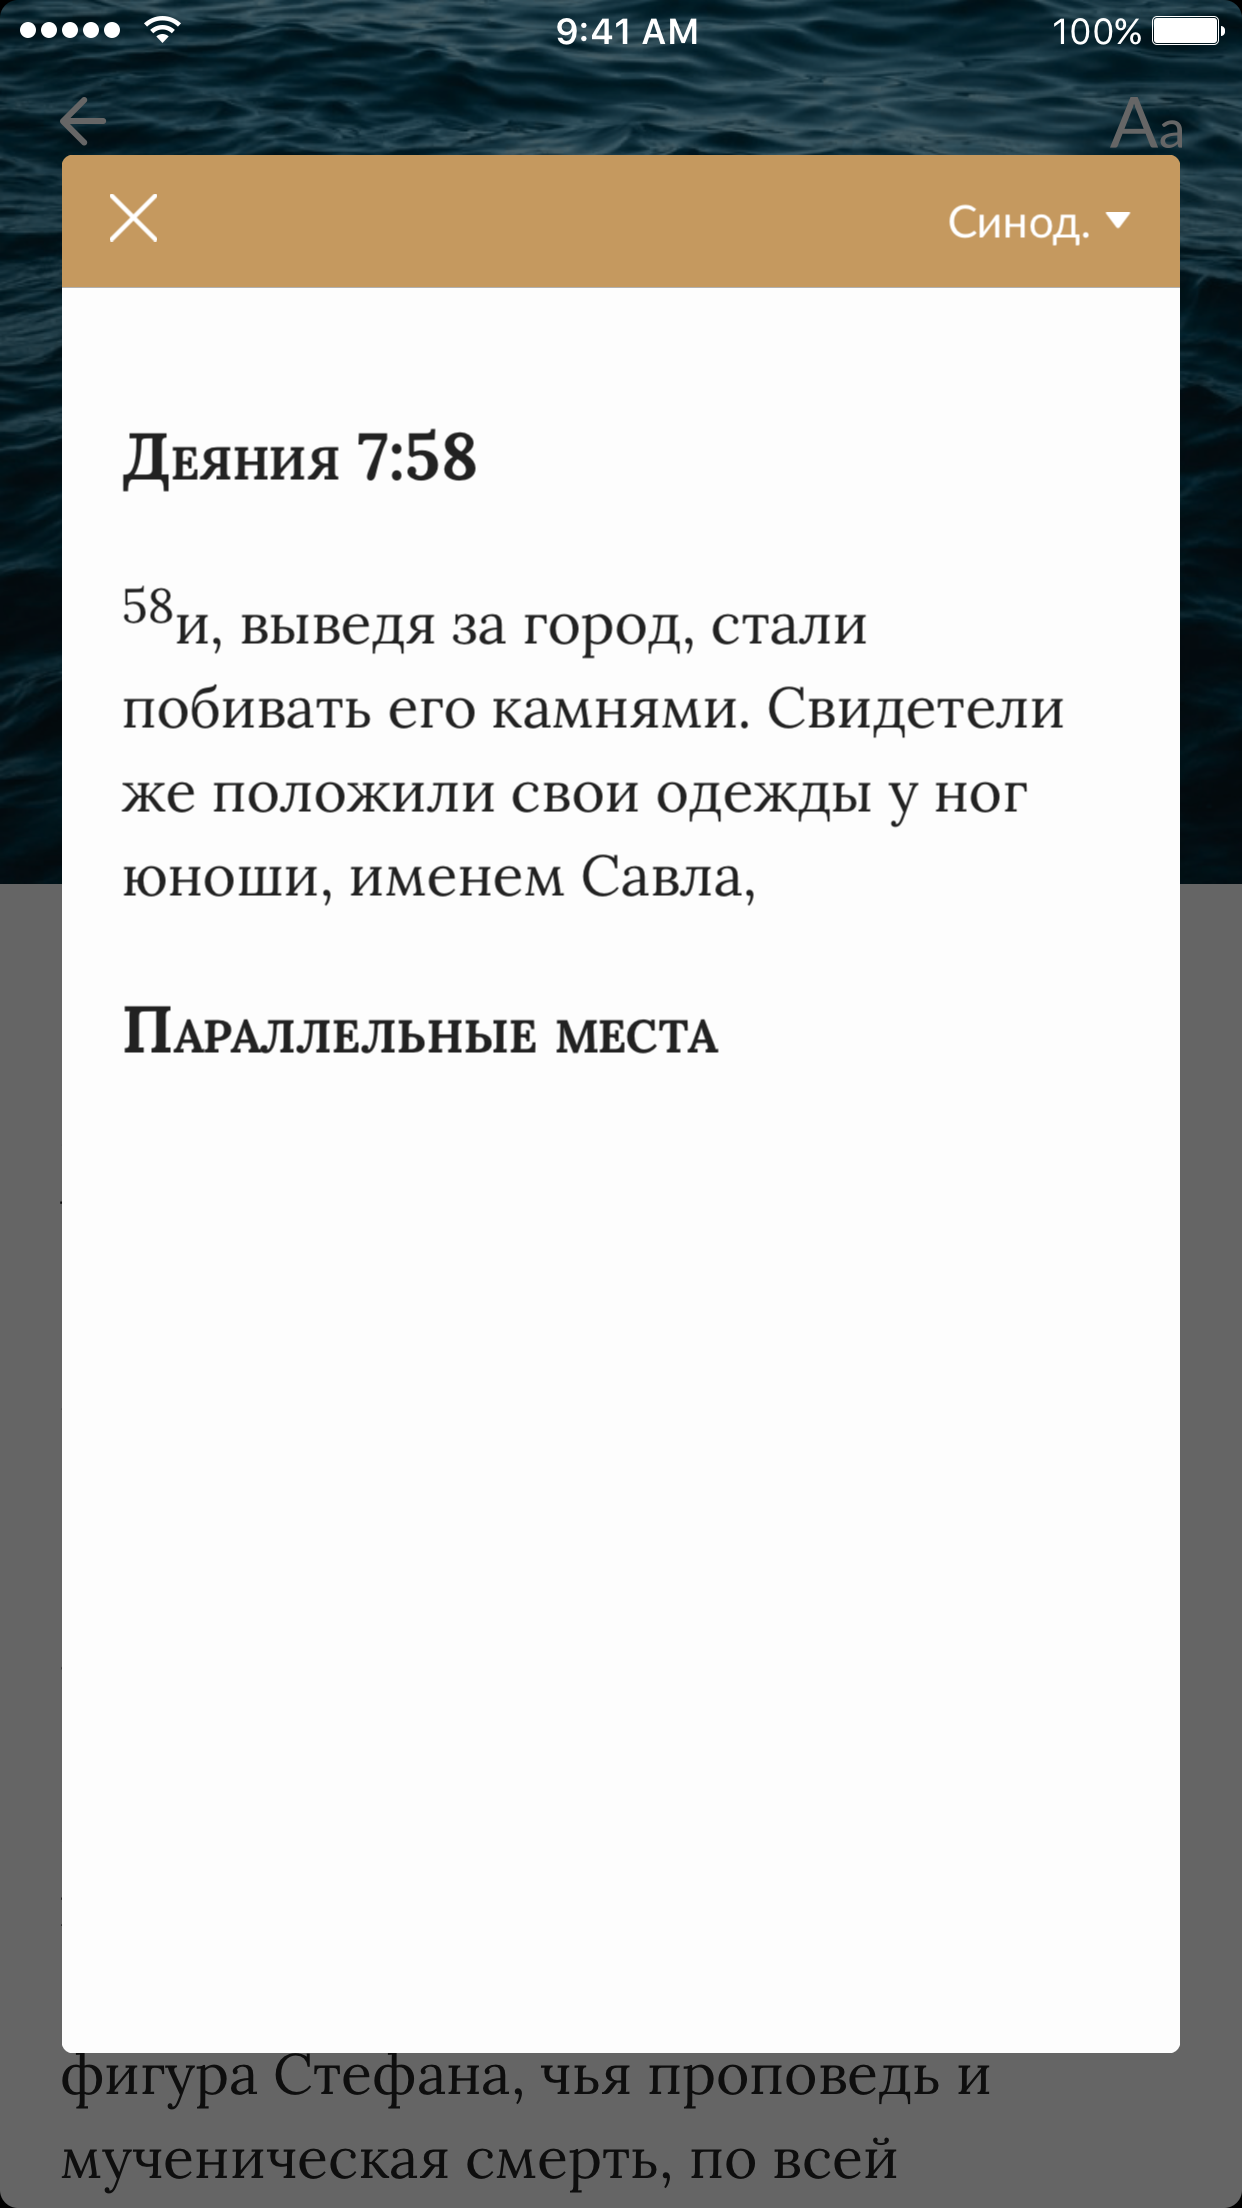 9:41 AM 100%
Aa
Синод.
Деяния 7:58
58и, выведя за город, стали
побивать его камнями. Свидетели
же положили свои одежды у ног
юноши, именем Савла,
Параллельные места
фигура Стефана, чья проповедь и
мученическая смерть, по всей